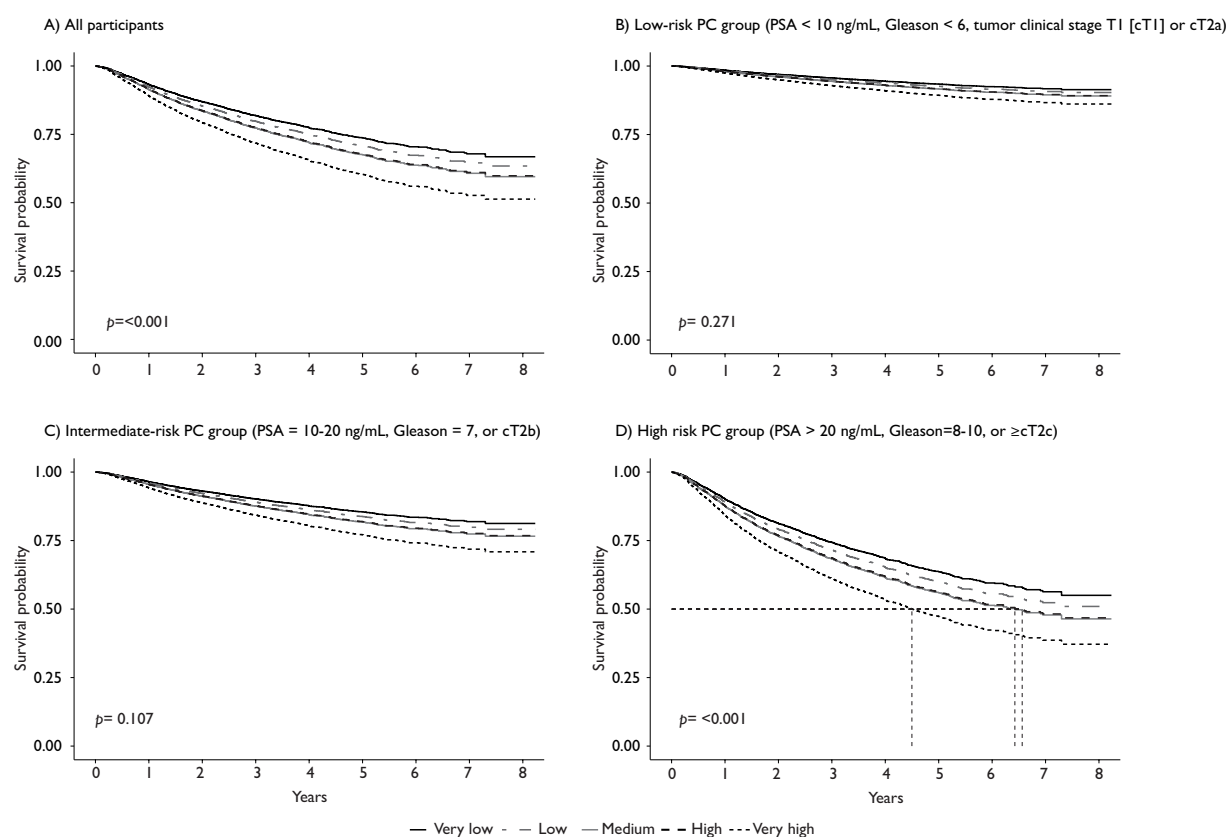 A) All participants
1.00
0.75
0.50
0.25
0.00
Survival probability
p=<0.001
0 1 2 3 4 5 6 7 8
B) Low-risk PC group (PSA < 10 ng/mL, Gleason < 6, tumor clinical stage T1 [cT1] or cT2a)
1.00
0.75
0.50
0.25
0.00
Survival probability
p= 0.271
0 1 2 3 4 5 6 7 8
C) Intermediate-risk PC group (PSA = 10-20 ng/mL, Gleason = 7, or cT2b)
1.00
0.75
0.50
0.25
0.00
Survival probability
p= 0.107
0 1 2 3 4 5 6 7 8
Years
D) High risk PC group (PSA > 20 ng/mL, Gleason=8-10, or ≥cT2c)
1.00
0.75
0.50
0.25
0.00
Survival probability
p= <0.001
0 1 2 3 4 5 6 7 8
Years
Very low Low Medium High Very high